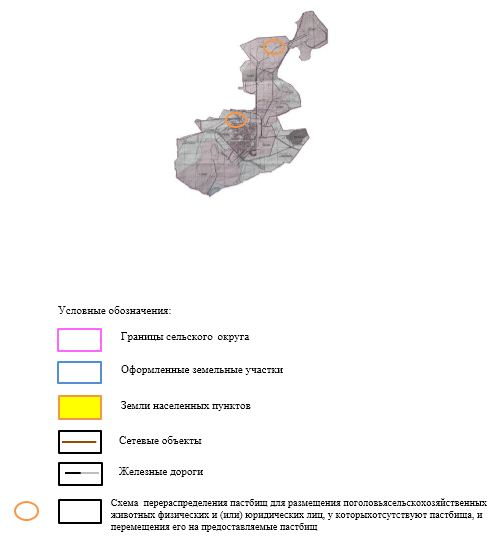 Условные обозначения:
Границы сельского округа
Оформленные земельные участки
Земли населенных пунктов
Сетевые объекты
Железные дороги
Схема перераспределения пастбищ для размещения поголовьясельскохозяйственных
животных физических и (или) юридических лиц, у которыхотсутствуют пастбища, и
перемещения его на предоставляемые пастбищ